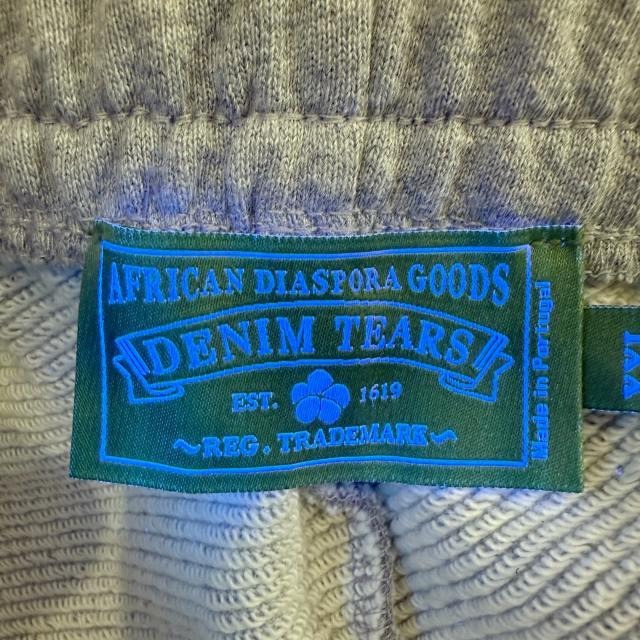 AFRICAN DIASPORA GOODS
DENIM TEARS
EST. 1619
~REG. TRADEMARK~
Made in Portugal